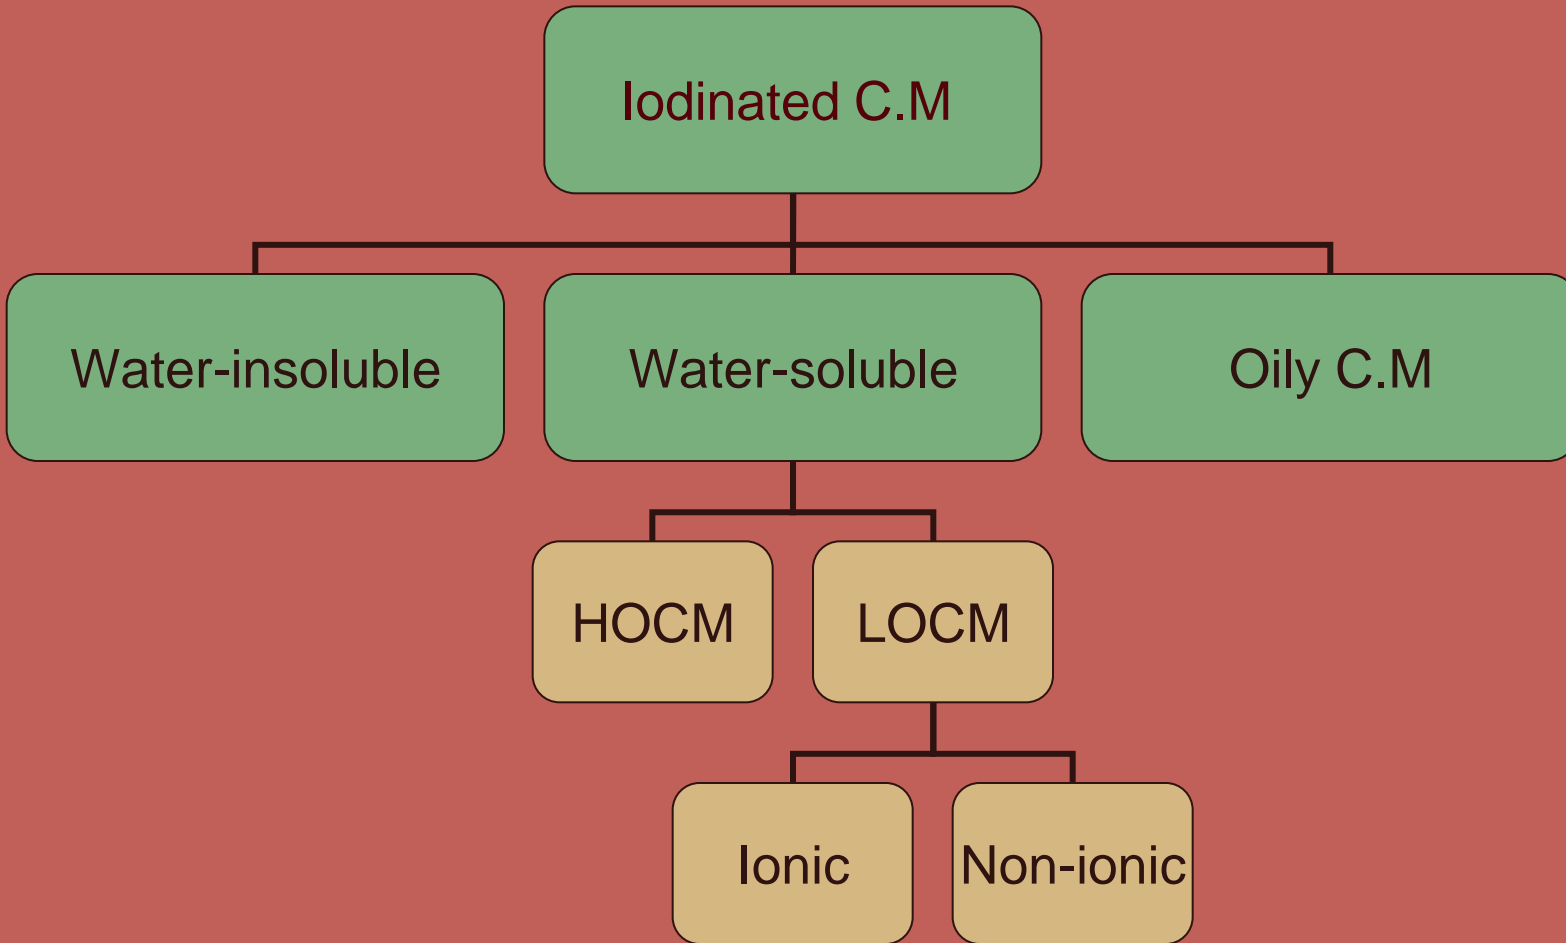 Iodinated C.M
Water-insoluble
Water-soluble
Oily C.M
HOCM
LOCM
Ionic
Non-ionic